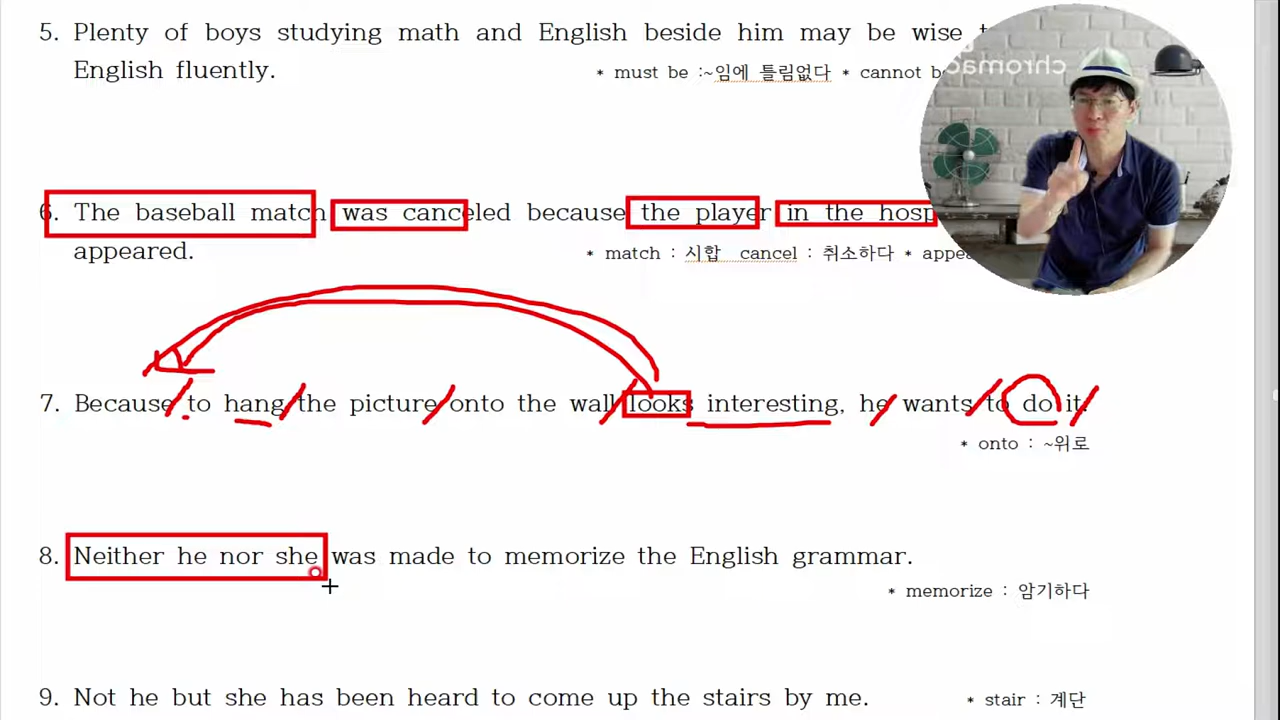 5. Plenty of boys studying math and English beside him may be wise
English fluently.
* must be :~임에 틀림없다 * cannot
chromac
6. The baseball match was canceled because the player in the hosp
appeared.
* match : 시합 cancel : 취소하다 *
7. Because to hang the picture onto the wall looks interesting, he wants to do it.
* onto : ~위로
8. Neither he nor she was made to memorize the English grammar.
* memorize : 암기하다
9. Not he but she has been heard to come up the stairs by me.
* stair : 계단